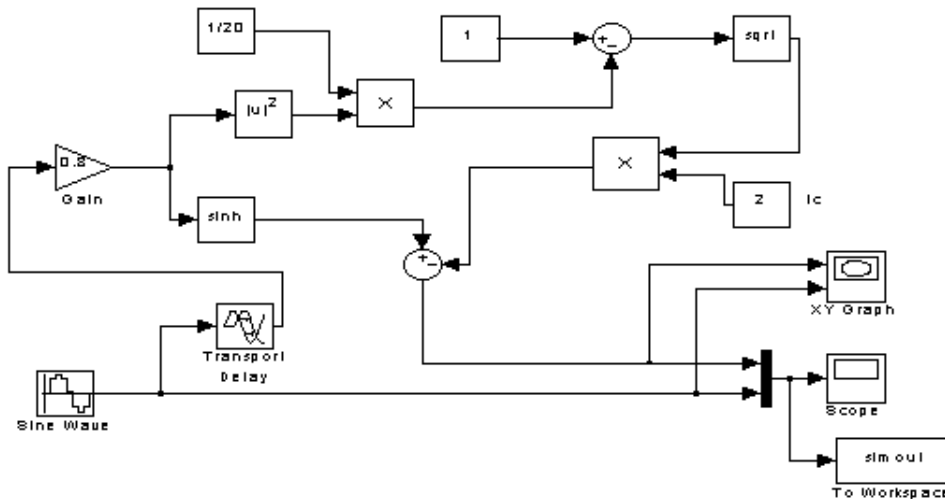 1/20
1
+
−
sqrt
|u|²
X
0.8
Gain
X
sinh
2
Ic
+
−
XY Graph
Transport
Delay
Sine Wave
Scope
simout
To Workspace